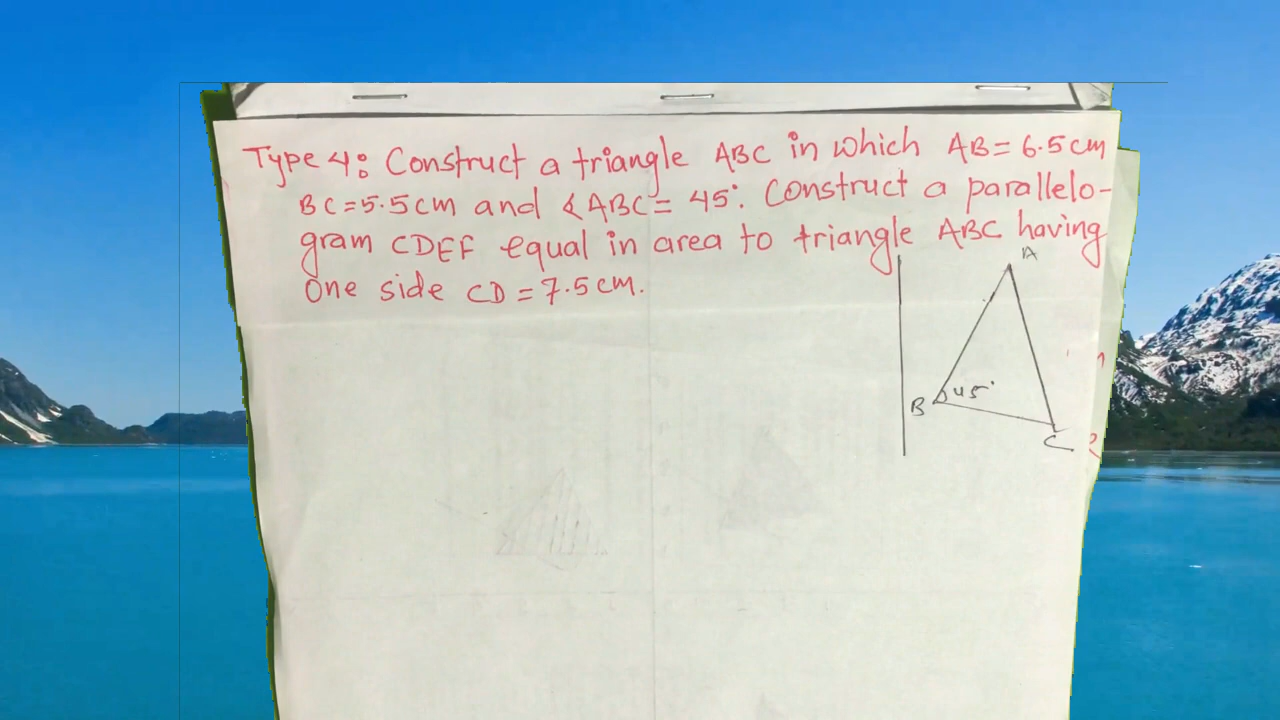 Type 4: Construct a triangle ABC in which AB = 6.5 cm
BC = 5.5 cm and ∠ABC = 45°. Construct a parallelo-
gram CDEF equal in area to triangle ABC having
One side CD = 7.5 cm.
A
B 45°
C